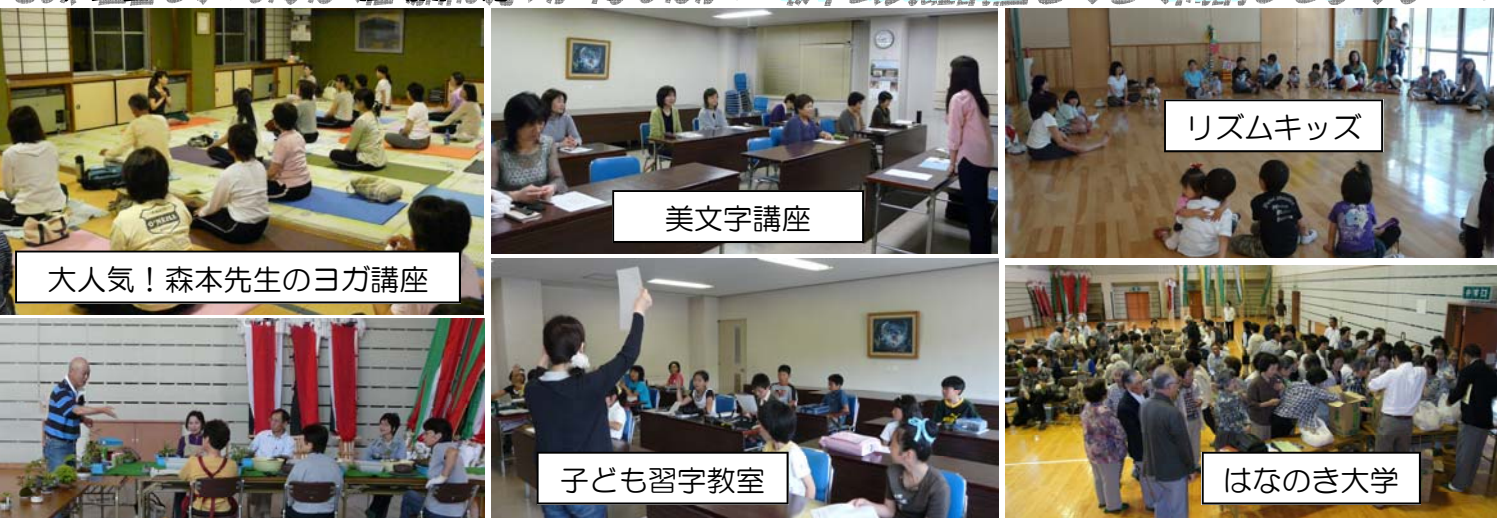 大人気！森本先生のヨガ講座
美文字講座
リズムキッズ
子ども習字教室
はなのき大学
O'NEILL